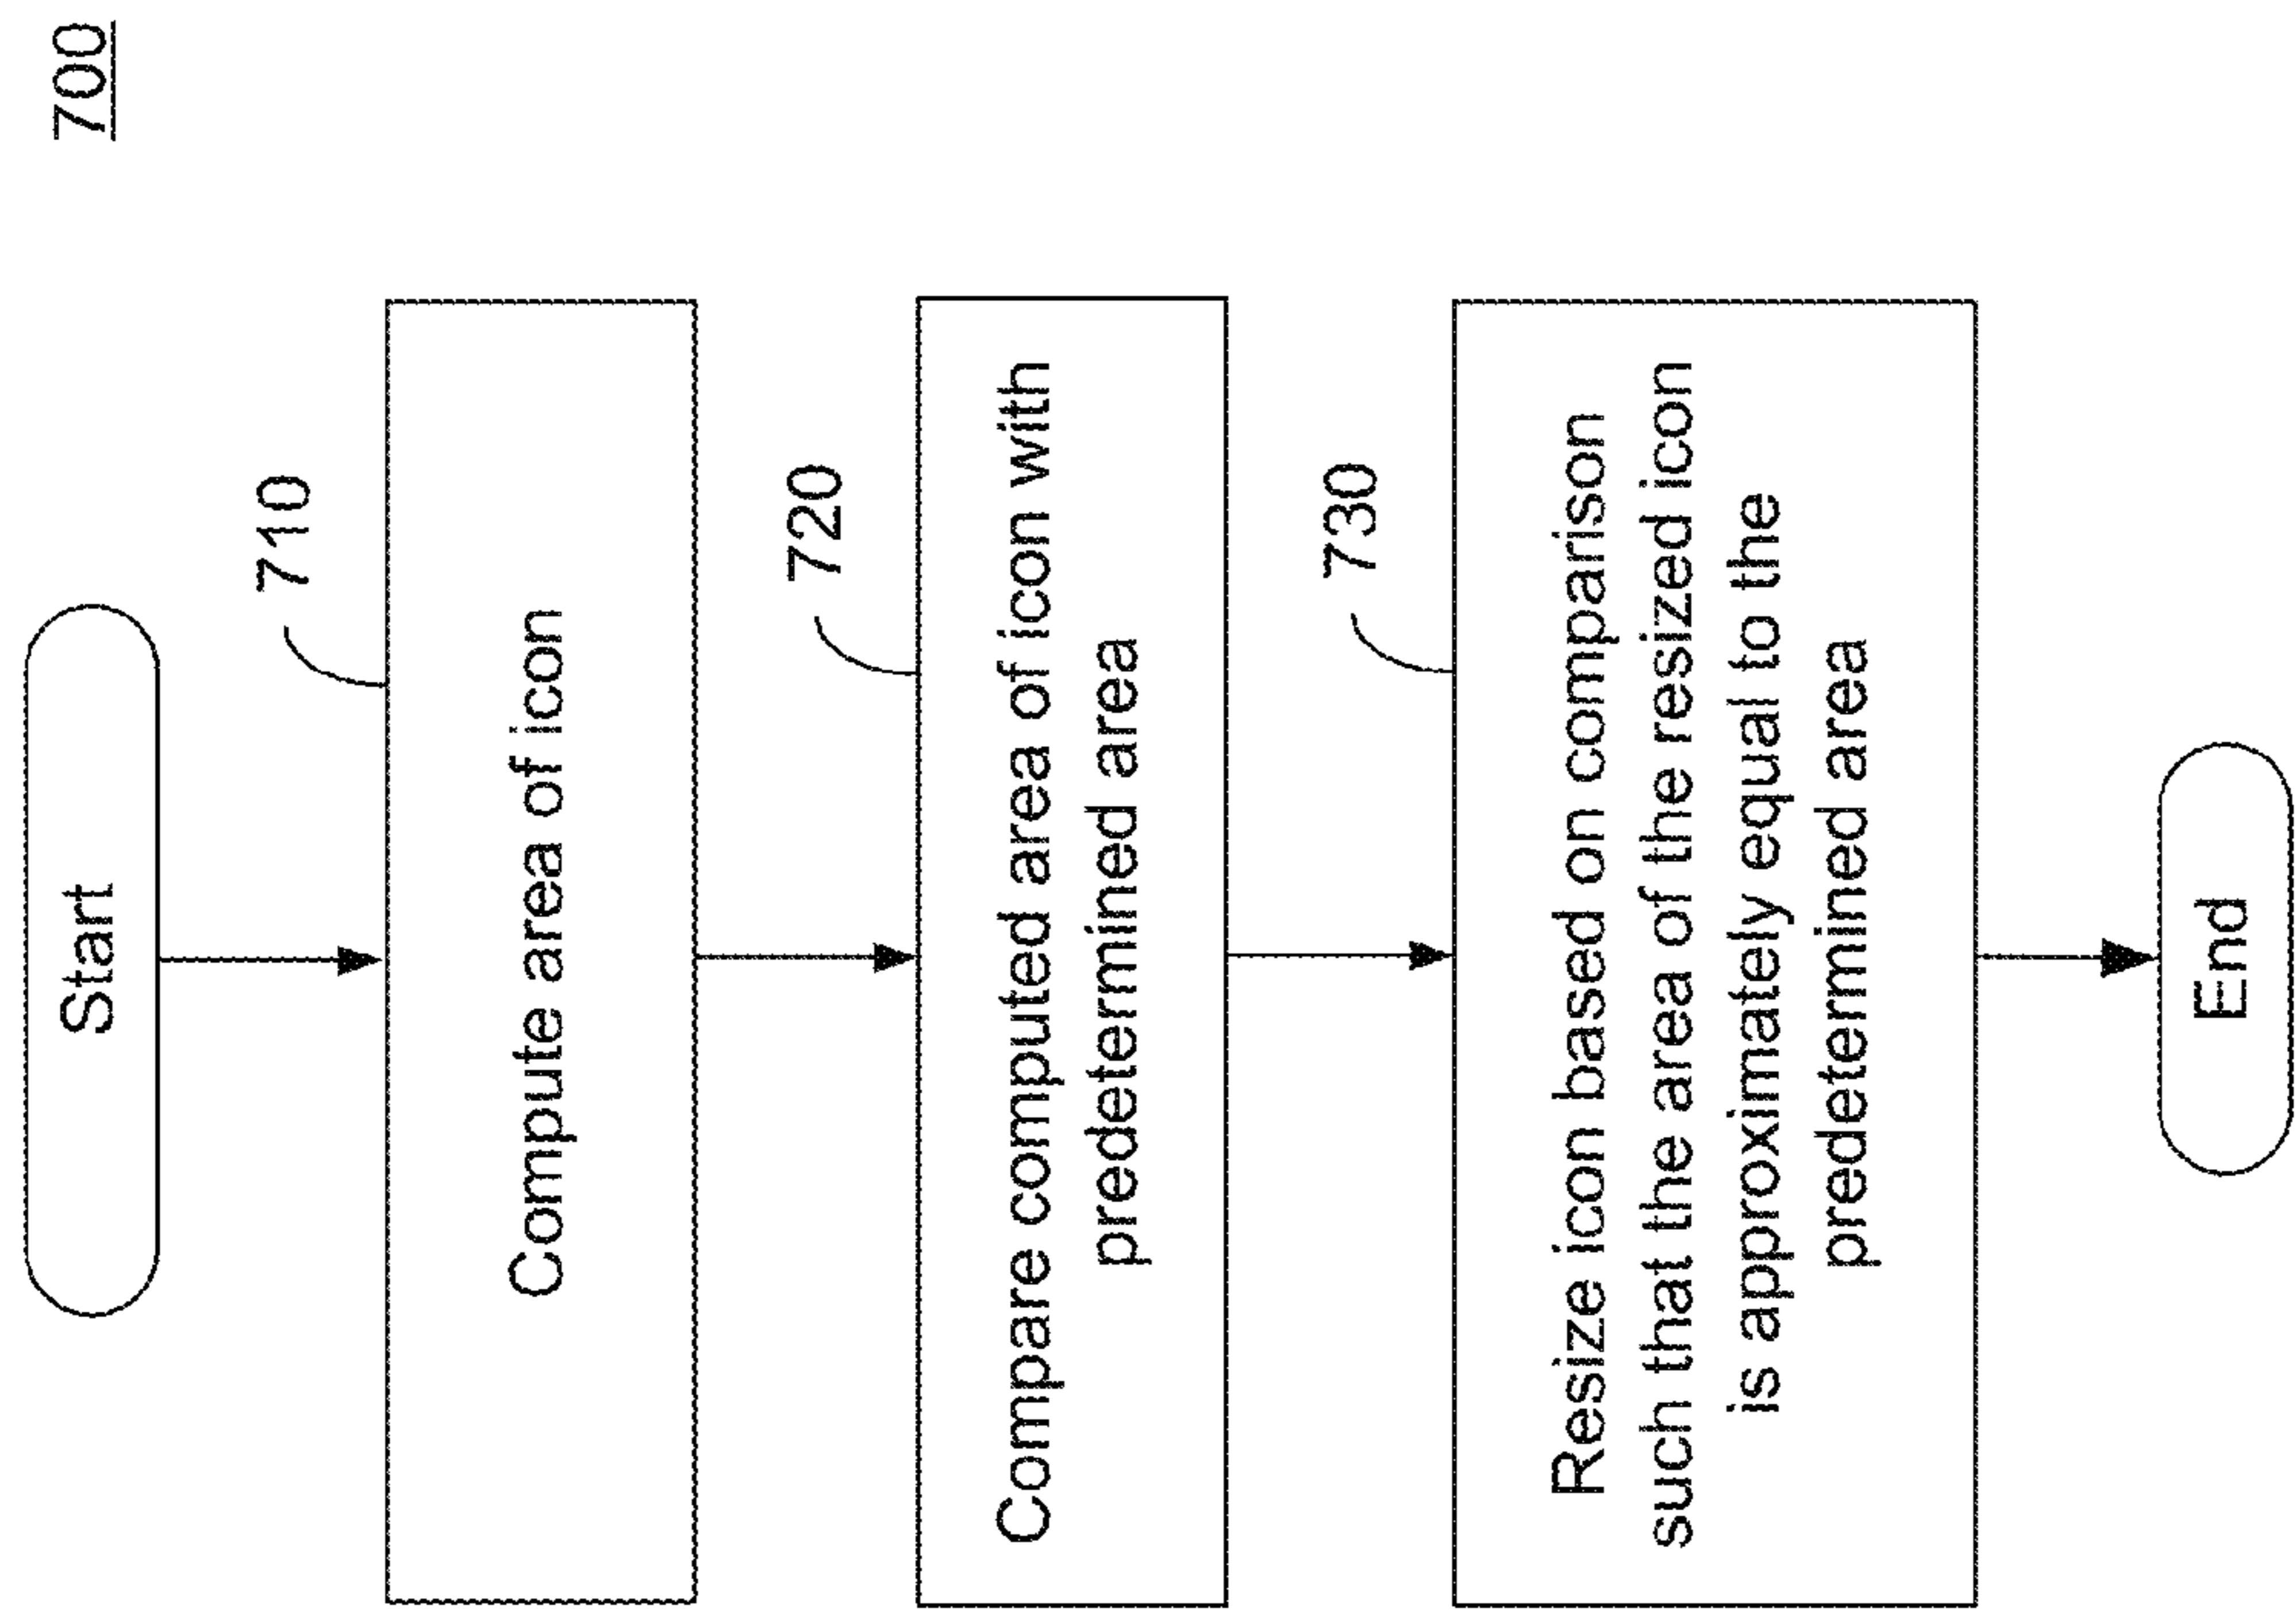 700
Start
710
Compute area of icon
720
Compare computed area of icon with
predetermined area
730
Resize icon based on comparison
such that the area of the resized icon
is approximately equal to the
predetermined area
End